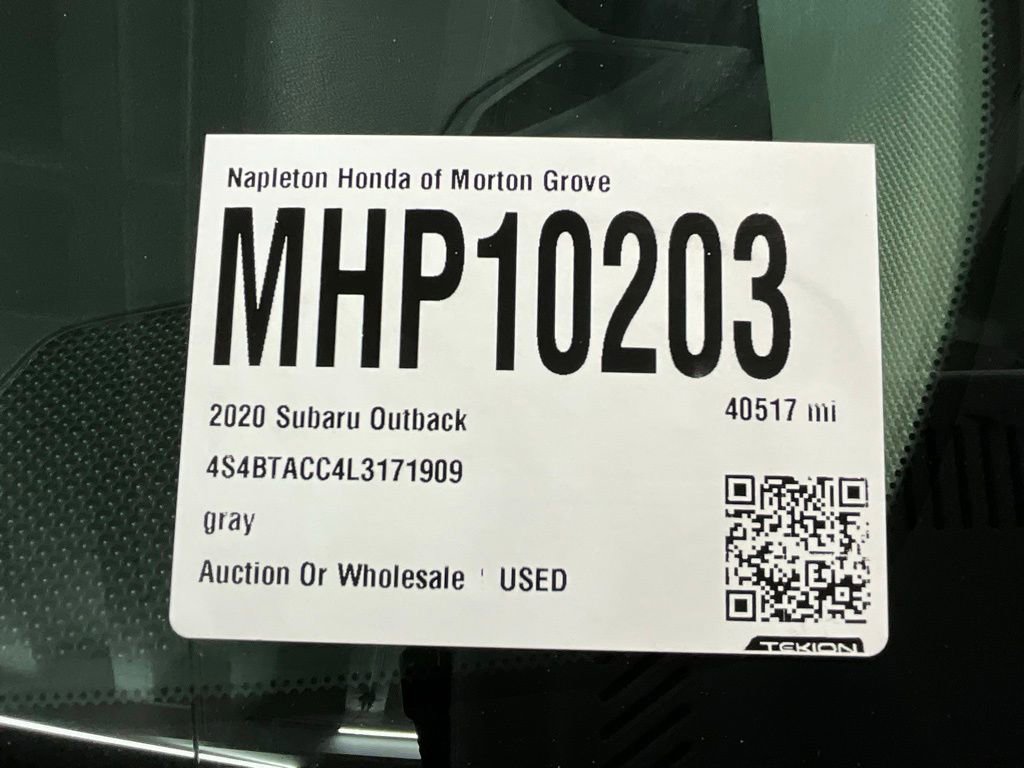 Napleton Honda of Morton Grove
MHP10203
2020 Subaru Outback
40517 mi
4S4BTACC4L3171909
gray
Auction Or Wholesale ' USED
TEKION